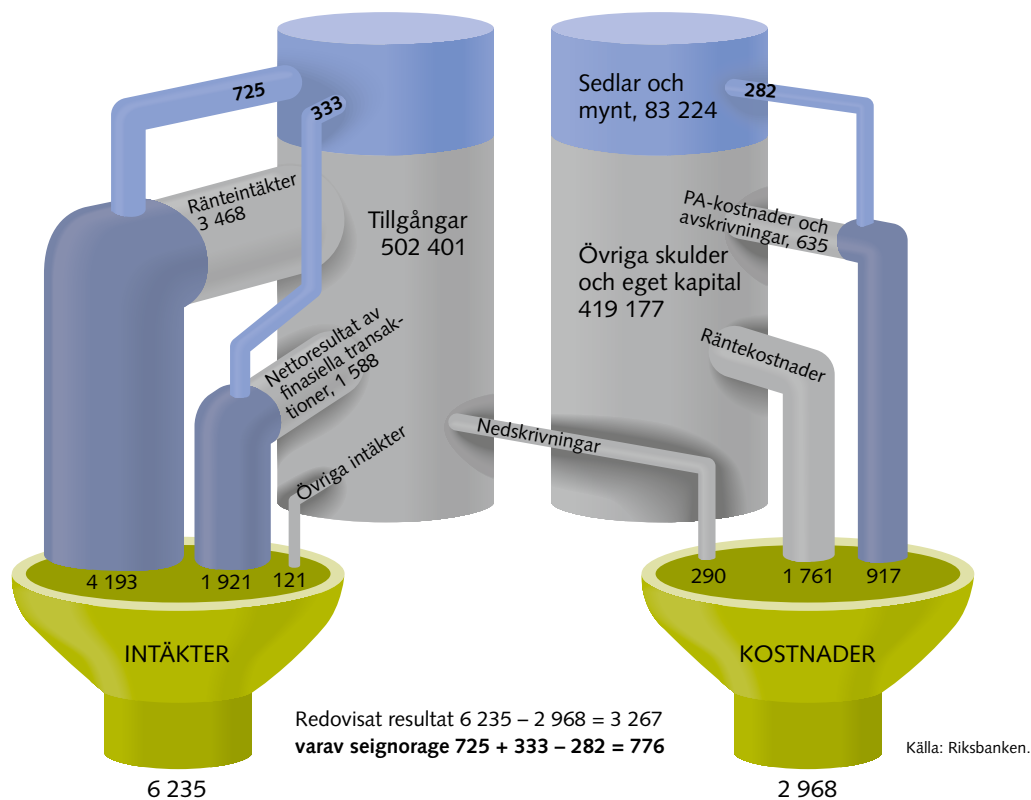 725
333
Ränteintäkter
3 468
Tillgångar
502 401
Nettoresultat av
finasiella transak-
tioner, 1 588
Övriga intäkter
4 193
1 921
121
INTÄKTER
6 235
Sedlar och
mynt, 83 224
282
PA-kostnader och
avskrivningar, 635
Övriga skulder
och eget kapital
419 177
Räntekostnader
Nedskrivningar
290
1 761
917
KOSTNADER
2 968
Redovisat resultat 6 235 – 2 968 = 3 267
varav seignorage 725 + 333 – 282 = 776
Källa: Riksbanken.